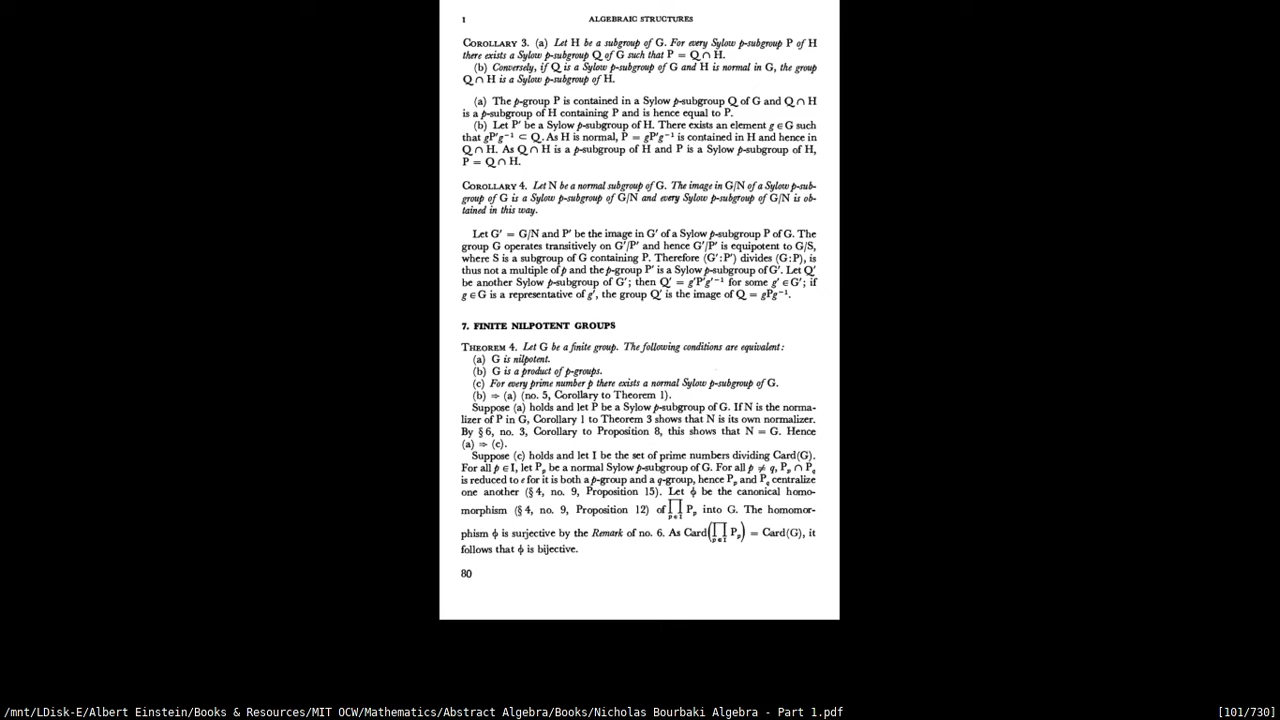 1
ALGEBRAIC STRUCTURES
COROLLARY 3. (a) Let H be a subgroup of G. For every Sylow p-subgroup P of H
there exists a Sylow p-subgroup Q of G such that P = Q ∩ H.
(b) Conversely, if Q is a Sylow p-subgroup of G and H is normal in G, the group
Q ∩ H is a Sylow p-subgroup of H.
(a) The p-group P is contained in a Sylow p-subgroup Q of G and Q ∩ H
is a p-subgroup of H containing P and is hence equal to P.
(b) Let P' be a Sylow p-subgroup of H. There exists an element g ∈ G such
that gP'g⁻¹ ⊂ Q. As H is normal, P = gP'g⁻¹ is contained in H and hence in
Q ∩ H. As Q ∩ H is a p-subgroup of H and P is a Sylow p-subgroup of H,
P = Q ∩ H.
COROLLARY 4. Let N be a normal subgroup of G. The image in G/N of a Sylow p-sub-
group of G is a Sylow p-subgroup of G/N and every Sylow p-subgroup of G/N is ob-
tained in this way.
Let G' = G/N and P' be the image in G' of a Sylow p-subgroup P of G. The
group G operates transitively on G'/P' and hence G'/P' is equipotent to G/S,
where S is a subgroup of G containing P. Therefore (G':P') divides (G:P), is
thus not a multiple of p and the p-group P' is a Sylow p-subgroup of G'. Let Q'
be another Sylow p-subgroup of G'; then Q' = g'P'g'⁻¹ for some g' ∈ G'; if
g ∈ G is a representative of g', the group Q' is the image of Q = gPg⁻¹.
7. FINITE NILPOTENT GROUPS
THEOREM 4. Let G be a finite group. The following conditions are equivalent:
(a) G is nilpotent.
(b) G is a product of p-groups.
(c) For every prime number p there exists a normal Sylow p-subgroup of G.
(b) ⇒ (a) (no. 5, Corollary to Theorem 1).
Suppose (a) holds and let P be a Sylow p-subgroup of G. If N is the norma-
lizer of P in G, Corollary 1 to Theorem 3 shows that N is its own normalizer.
By § 6, no. 3, Corollary to Proposition 8, this shows that N = G. Hence
(a) ⇒ (c).
Suppose (c) holds and let I be the set of prime numbers dividing Card(G).
For all p ∈ I, let Pₚ be a normal Sylow p-subgroup of G. For all p ≠ q, Pₚ ∩ P_q
is reduced to e for it is both a p-group and a q-group, hence Pₚ and P_q centralize
one another (§ 4, no. 9, Proposition 15). Let ϕ be the canonical homo-
morphism (§ 4, no. 9, Proposition 12) of ∏_{p∈I} Pₚ into G. The homomor-
phism ϕ is surjective by the Remark of no. 6. As Card(∏_{p∈I} Pₚ) = Card(G), it
follows that ϕ is bijective.
80
/mnt/LDisk-E/Albert Einstein/Books & Resources/MIT OCW/Mathematics/Abstract Algebra/Books/Nicholas Bourbaki Algebra - Part 1.pdf
[101/730]